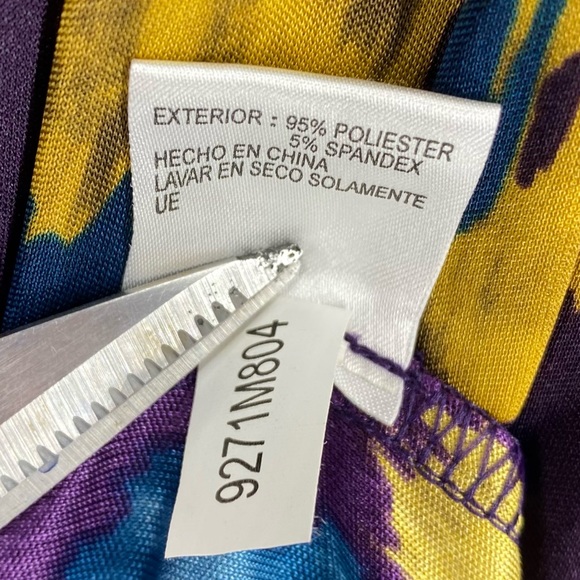 EXTERIOR : 95% POLIESTER
5% SPANDEX
HECHO EN CHINA
LAVAR EN SECO SOLAMENTE
UE
9271M804